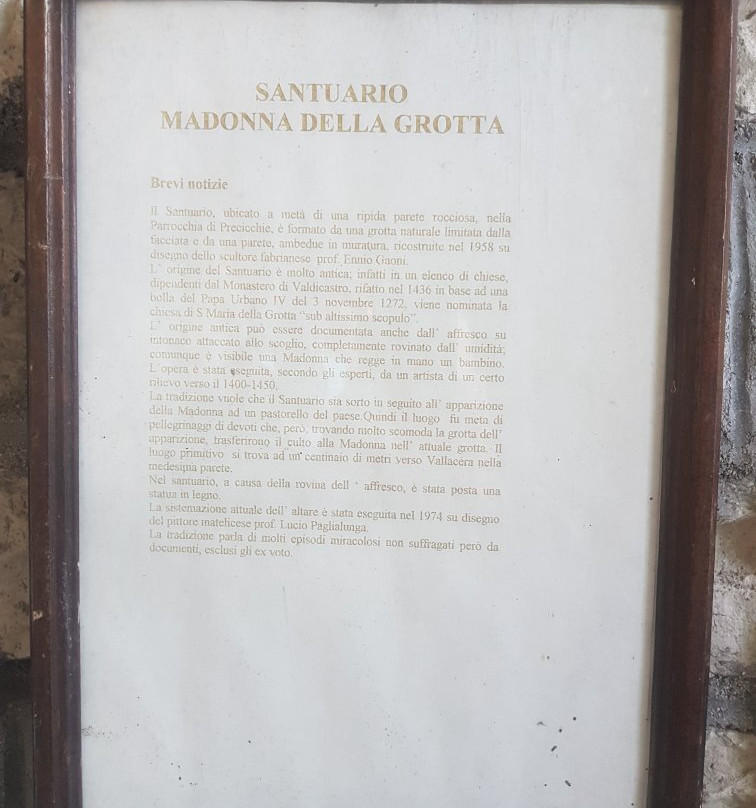 SANTUARIO
MADONNA DELLA GROTTA
Brevi notizie
Il Santuario, ubicato a metà di una ripida parete rocciosa, nella
Parrocchia di Precicchie, è formato da una grotta naturale limitata dalla
facciata e da una parete, ambedue in muratura, ricostruite nel 1958 su
disegno dello scultore fabrianese prof. Ennio Gaoni.
L' origine del Santuario è molto antica; infatti in un elenco di chiese,
dipendenti dal Monastero di Valdicastro, rifatto nel 1436 in base ad una
bolla del Papa Urbano IV del 3 novembre 1272, viene nominata la
chiesa di S Maria della Grotta "sub altissimo scopulo".
L' origine antica può essere documentata anche dall' affresco su
intonaco attaccato allo scoglio, completamente rovinato dall' umidità;
comunque è visibile una Madonna che regge in mano un bambino.
L'opera è stata eseguita, secondo gli esperti, da un artista di un certo
rilievo verso il 1400-1450.
La tradizione vuole che il Santuario sia sorto in seguito all' apparizione
della Madonna ad un pastorello del paese.Quindi il luogo fu meta di
pellegrinaggi di devoti che, però, trovando molto scomoda la grotta dell'
apparizione, trasferirono il culto alla Madonna nell' attuale grotta. Il
luogo primitivo si trova ad un centinaio di metri verso Vallacera nella
medesima parete.
Nel santuario, a causa della rovina dell ' affresco, è stata posta una
statua in legno.
La sistemazione attuale dell' altare è stata eseguita nel 1974 su disegno
del pittore matelicese prof. Lucio Paglialunga.
La tradizione parla di molti episodi miracolosi non suffragati però da
documenti, esclusi gli ex voto.